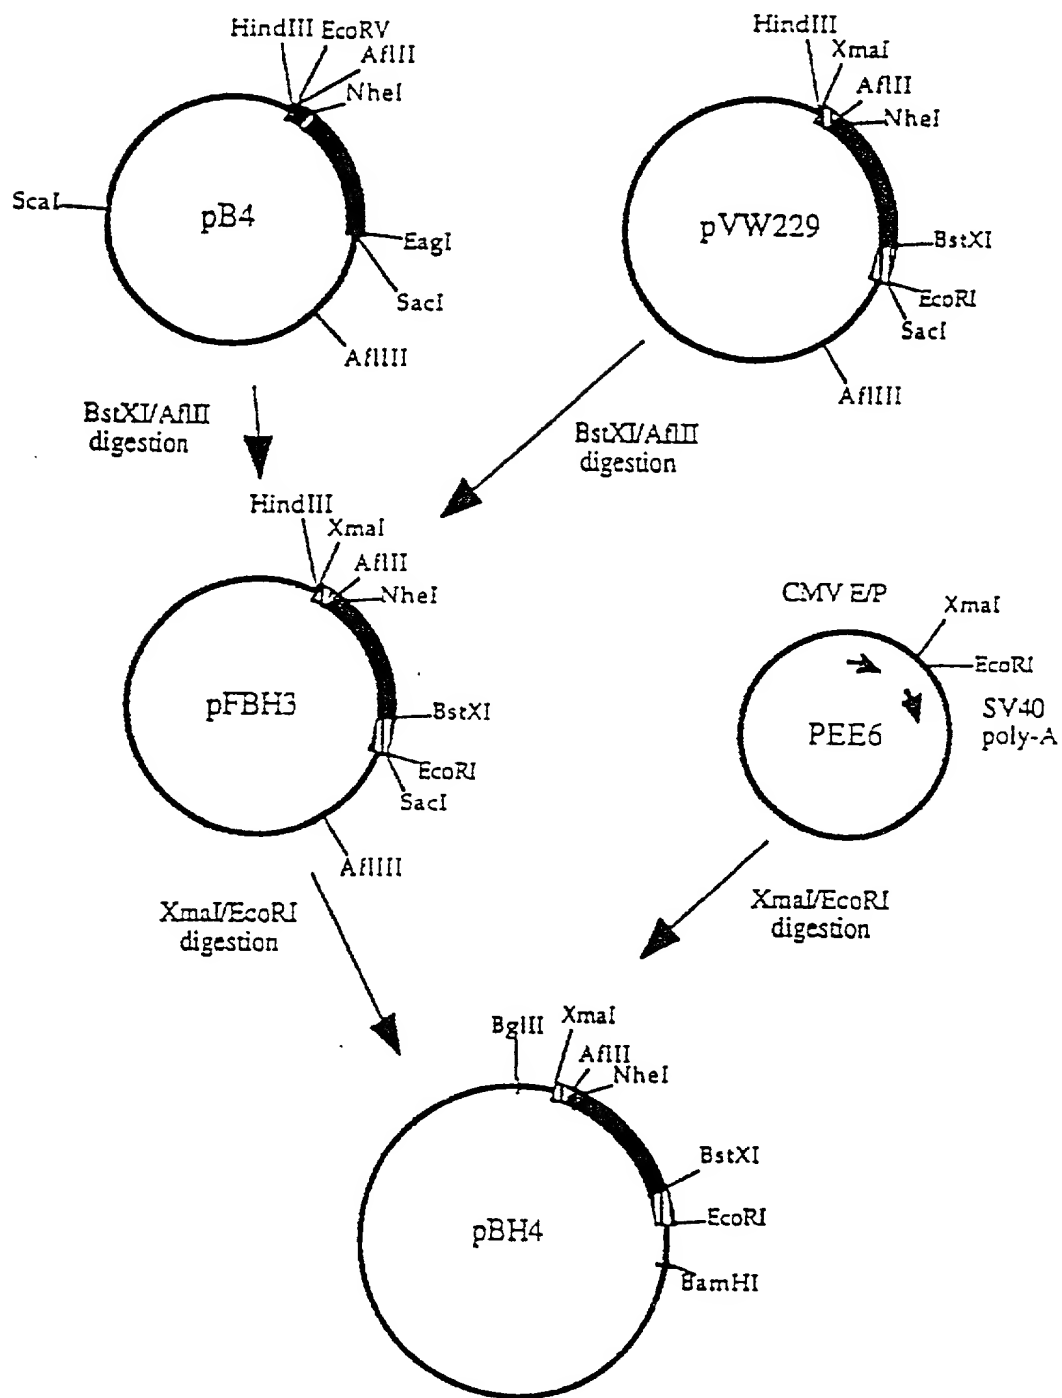 HindIII EcoRV
AflII
NheI
ScaI
pB4
EagI
SacI
AflIII
HindIII
XmaI
AflII
NheI
pVW229
BstXI
EcoRI
SacI
AflIII
BstXI/AflII
digestion
BstXI/AflII
digestion
HindIII
XmaI
AflII
NheI
pFBH3
BstXI
EcoRI
SacI
AflIII
CMV E/P
XmaI
EcoRI
PEE6
SV40
poly-A
XmaI/EcoRI
digestion
XmaI/EcoRI
digestion
BglII
XmaI
AflII
NheI
pBH4
BstXI
EcoRI
BamHI